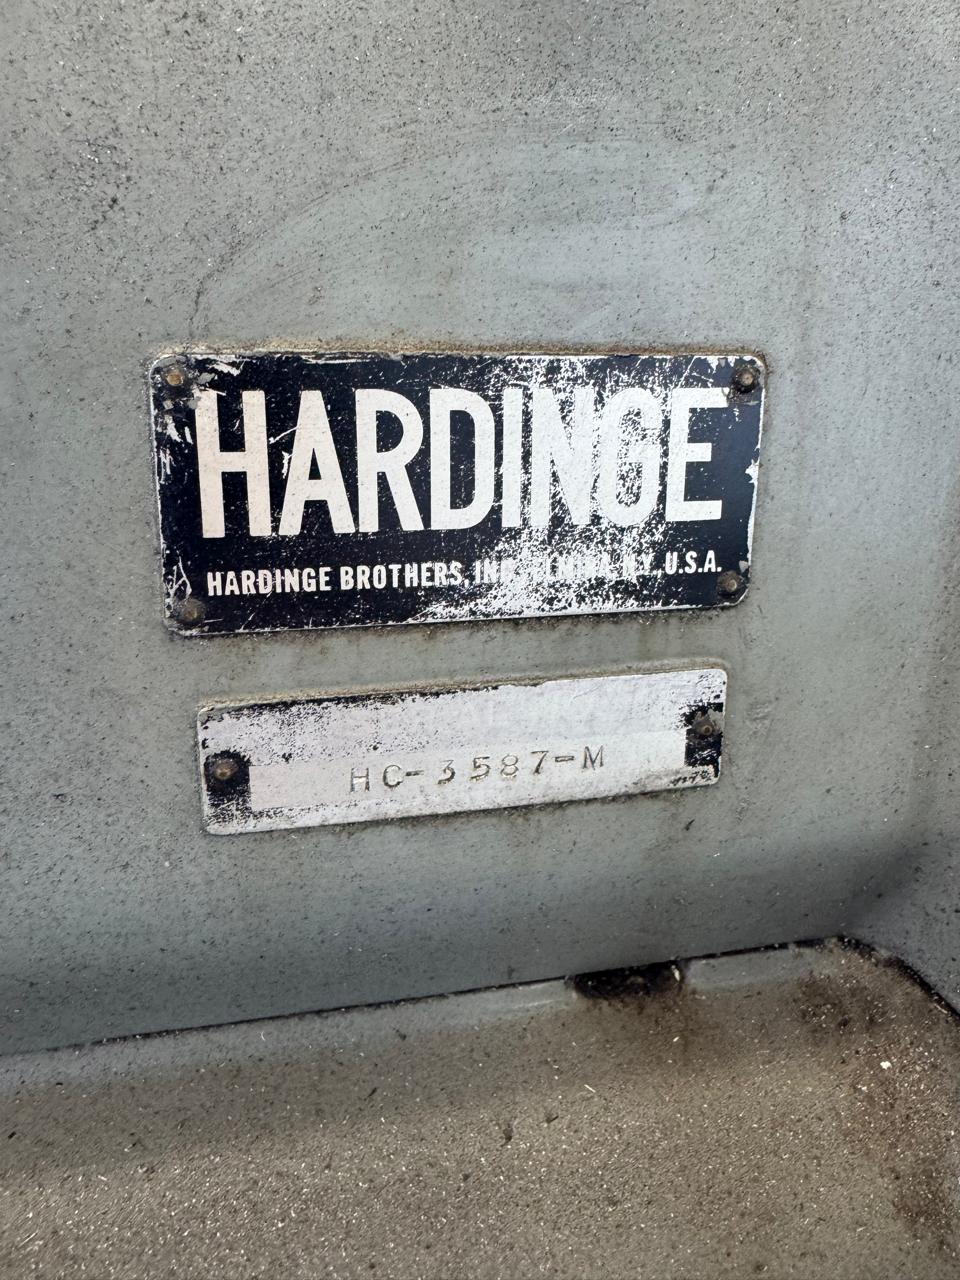 HARDINGE
HARDINGE BROTHERS, INC., ELMIRA, N.Y., U.S.A.
HC-3587-M